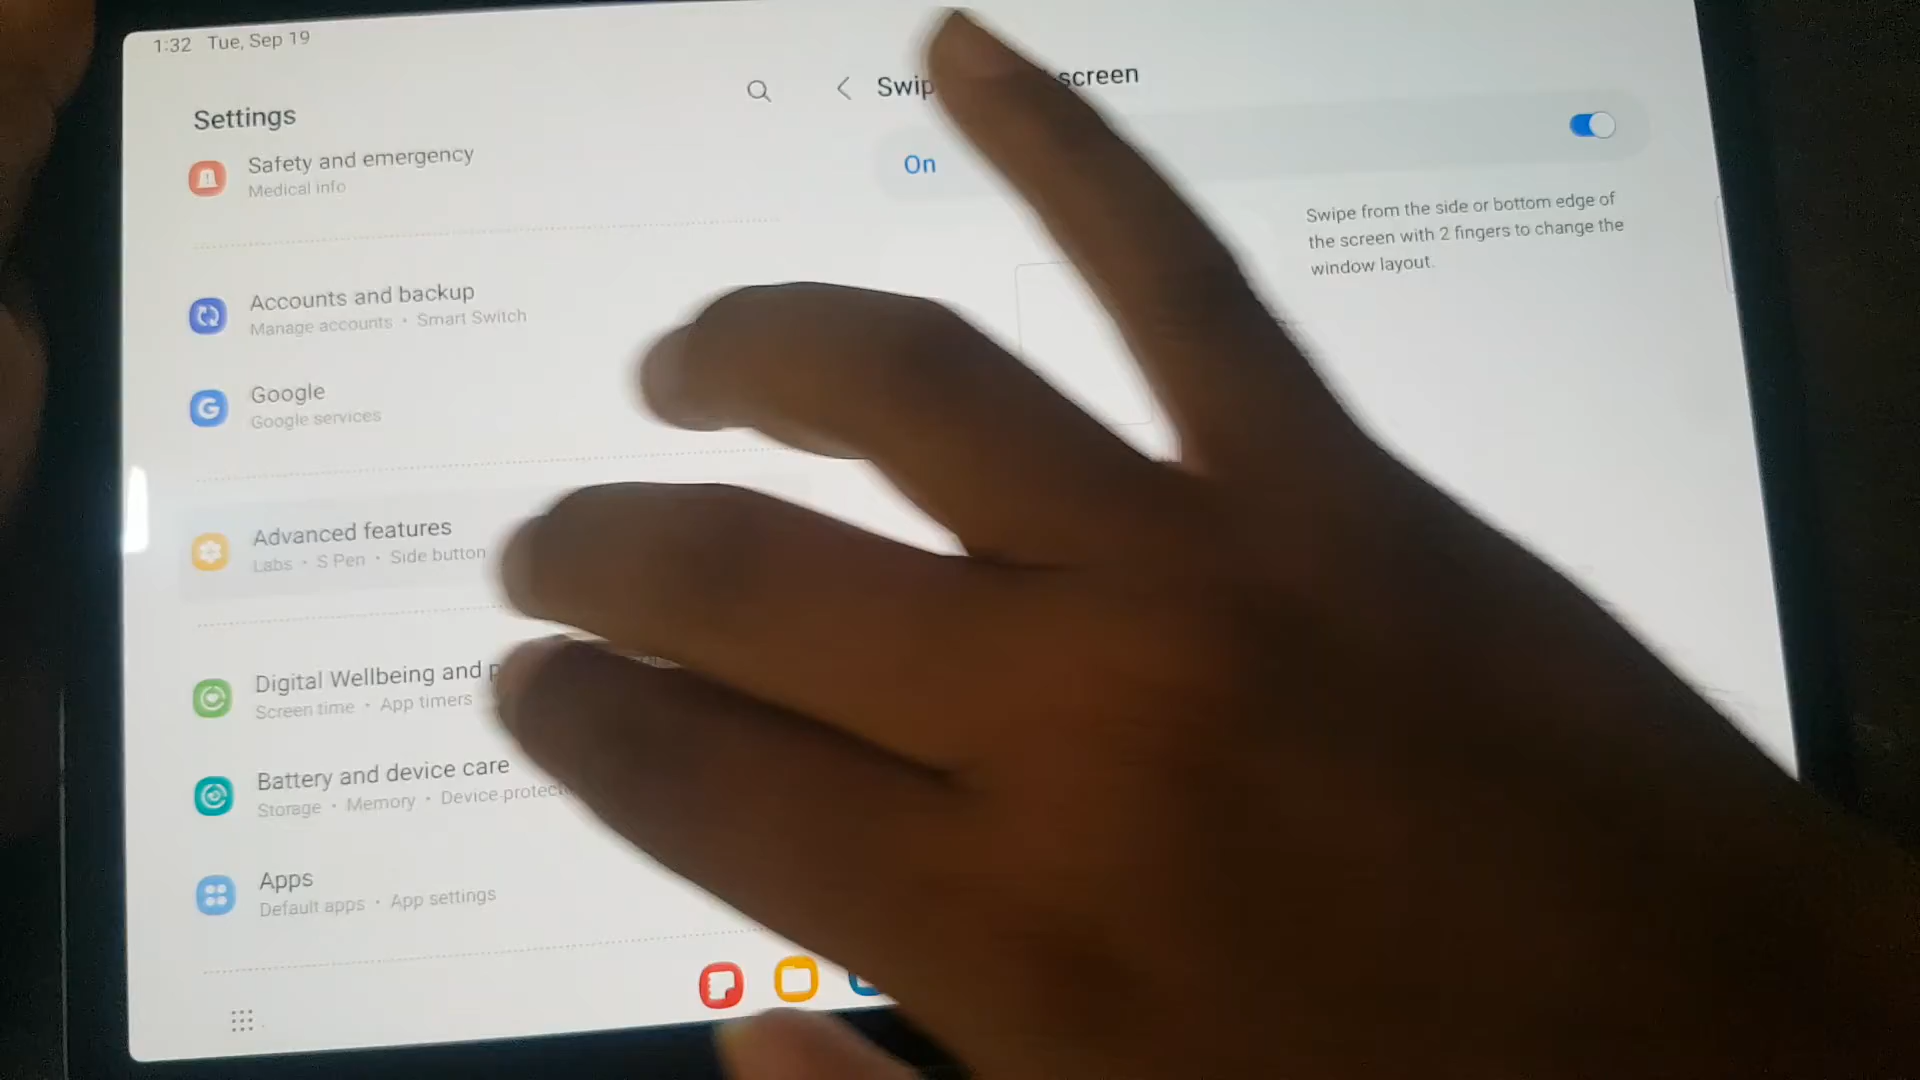 1:32 Tue, Sep 19
Settings
Safety and emergency
Medical info
Accounts and backup
Manage accounts • Smart Switch
Google
Google services
Advanced features
Labs • S Pen • Side button
Digital Wellbeing and
Screen time • App timers
Battery and device care
Storage • Memory • Device
Apps
Default apps • App settings
screen
On
Swipe from the side or bottom edge of
the screen with 2 fingers to change the
window layout.